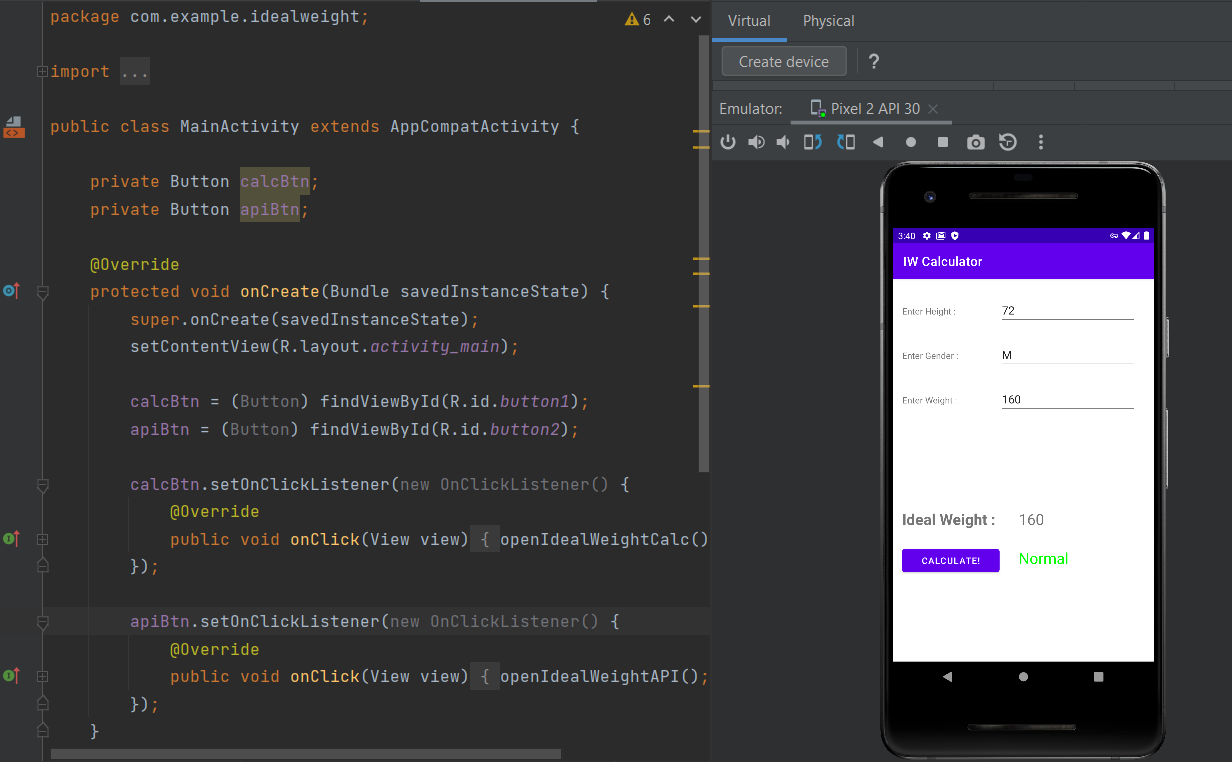 package com.example.idealweight;
6
import ...
public class MainActivity extends AppCompatActivity {
private Button calcBtn;
private Button apiBtn;
@Override
protected void onCreate(Bundle savedInstanceState) {
super.onCreate(savedInstanceState);
setContentView(R.layout.activity_main);
calcBtn = (Button) findViewById(R.id.button1);
apiBtn = (Button) findViewById(R.id.button2);
calcBtn.setOnClickListener(new OnClickListener() {
@Override
public void onClick(View view) { openIdealWeightCalc()
});
apiBtn.setOnClickListener(new OnClickListener() {
@Override
public void onClick(View view) { openIdealWeightAPI();
});
}
Virtual Physical
Create device ?
Emulator: Pixel 2 API 30
3:40
IW Calculator
Enter Height : 72
Enter Gender : M
Enter Weight : 160
Ideal Weight : 160
CALCULATE! Normal